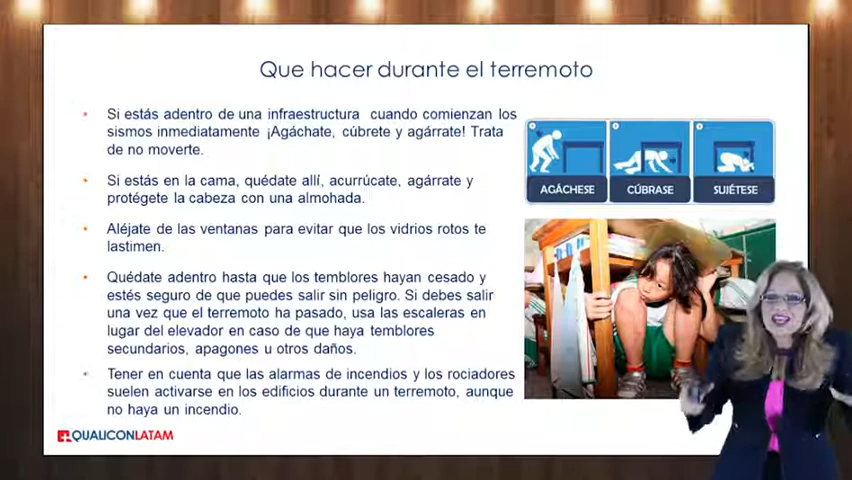 Que hacer durante el terremoto
Si estás adentro de una infraestructura cuando comienzan los
sismos inmediatamente ¡Agáchate, cúbrete y agárrate! Trata
de no moverte.
Si estás en la cama, quédate allí, acurrúcate, agárrate y
protégete la cabeza con una almohada.
Aléjate de las ventanas para evitar que los vidrios rotos te
lastimen.
Quédate adentro hasta que los temblores hayan cesado y
estés seguro de que puedes salir sin peligro. Si debes salir
una vez que el terremoto ha pasado, usa las escaleras en
lugar del elevador en caso de que haya temblores
secundarios, apagones u otros daños.
Tener en cuenta que las alarmas de incendios y los rociadores
suelen activarse en los edificios durante un terremoto, aunque
no haya un incendio.
AGÁCHESE
CÚBRASE
SUJÉTESE
QUALICONLATAM